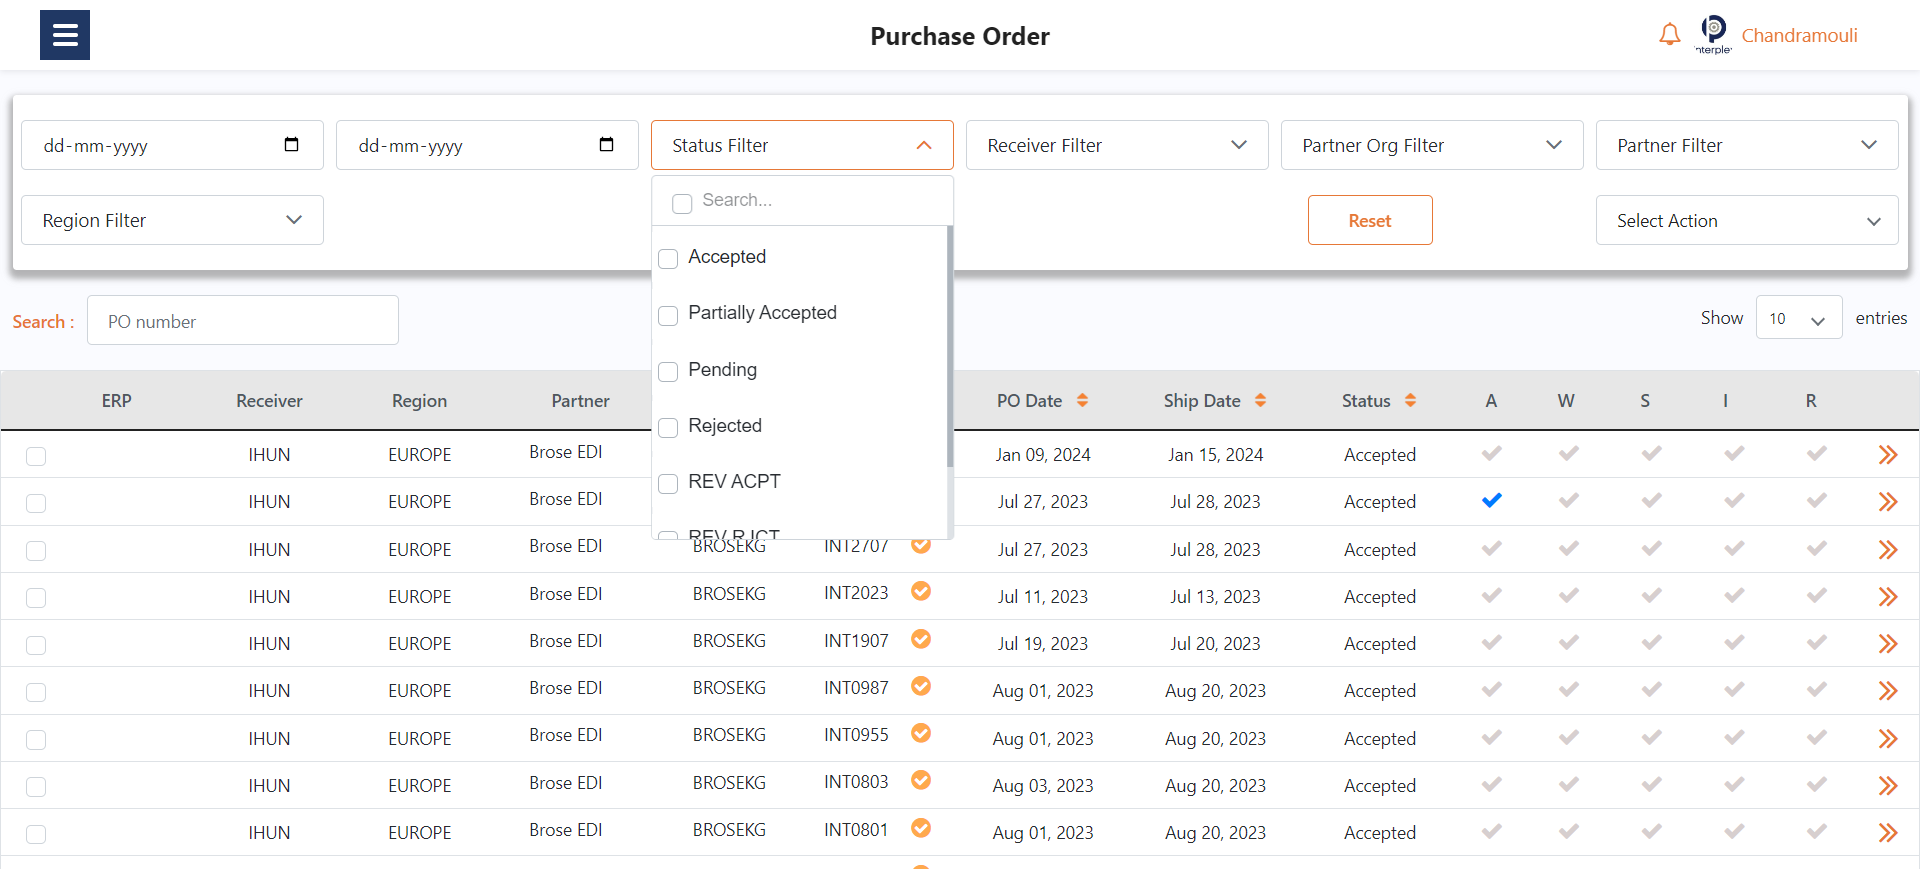 Purchase Order
nterple
Chandramouli
dd-mm-yyyy dd-mm-yyyy Status Filter Receiver Filter Partner Org Filter Partner Filter
Region Filter Search... Reset Select Action
Accepted
Partially Accepted
Pending
Rejected
REV ACPT
REV RJCT
Search : PO number Show 10 entries
ERP Receiver Region Partner PO Date Ship Date Status A W S I R
IHUN EUROPE Brose EDI Jan 09, 2024 Jan 15, 2024 Accepted
IHUN EUROPE Brose EDI Jul 27, 2023 Jul 28, 2023 Accepted
IHUN EUROPE Brose EDI BROSEKG INT2707 Jul 27, 2023 Jul 28, 2023 Accepted
IHUN EUROPE Brose EDI BROSEKG INT2023 Jul 11, 2023 Jul 13, 2023 Accepted
IHUN EUROPE Brose EDI BROSEKG INT1907 Jul 19, 2023 Jul 20, 2023 Accepted
IHUN EUROPE Brose EDI BROSEKG INT0987 Aug 01, 2023 Aug 20, 2023 Accepted
IHUN EUROPE Brose EDI BROSEKG INT0955 Aug 01, 2023 Aug 20, 2023 Accepted
IHUN EUROPE Brose EDI BROSEKG INT0803 Aug 03, 2023 Aug 20, 2023 Accepted
IHUN EUROPE Brose EDI BROSEKG INT0801 Aug 01, 2023 Aug 20, 2023 Accepted